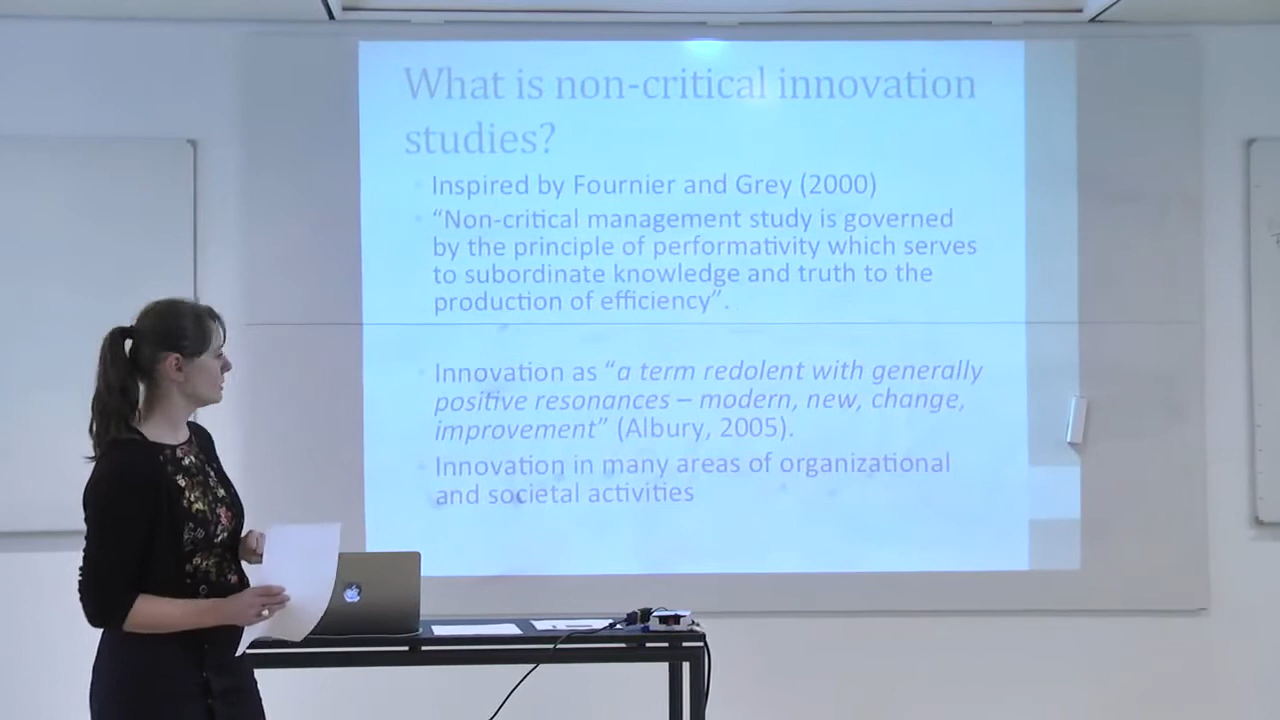 What is non-critical innovation
studies?
Inspired by Fournier and Grey (2000)
“Non-critical management study is governed
by the principle of performativity which serves
to subordinate knowledge and truth to the
production of efficiency”.
Innovation as “a term redolent with generally
positive resonances – modern, new, change,
improvement” (Albury, 2005).
Innovation in many areas of organizational
and societal activities